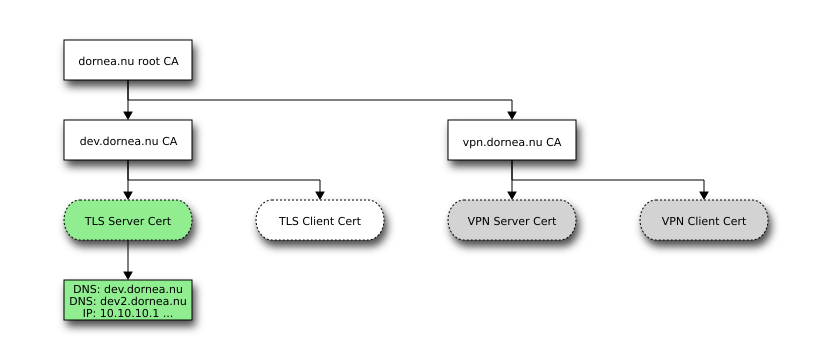 dornea.nu root CA
dev.dornea.nu CA
vpn.dornea.nu CA
TLS Server Cert
TLS Client Cert
VPN Server Cert
VPN Client Cert
DNS: dev.dornea.nu
DNS: dev2.dornea.nu
IP: 10.10.10.1 ...